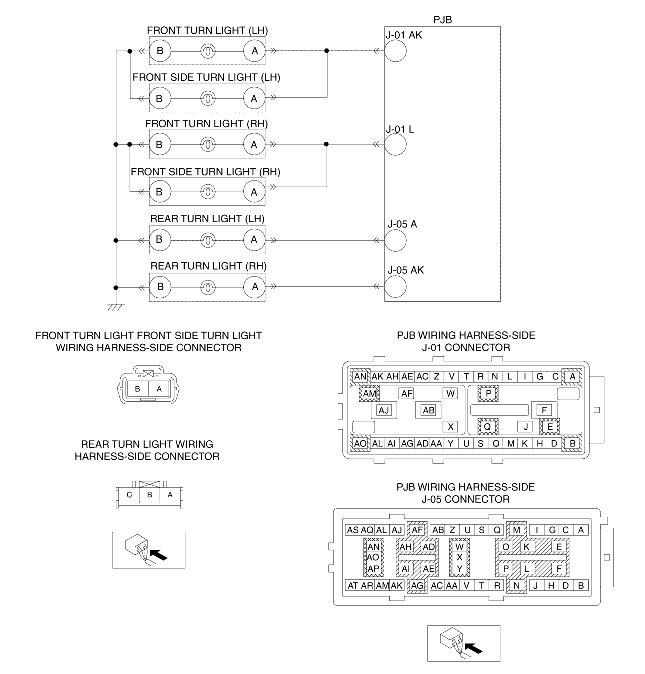 PJB
FRONT TURN LIGHT (LH)
B A
J-01 AK
FRONT SIDE TURN LIGHT (LH)
B A
FRONT TURN LIGHT (RH)
B A
J-01 L
FRONT SIDE TURN LIGHT (RH)
B A
REAR TURN LIGHT (LH)
B A
J-05 A
REAR TURN LIGHT (RH)
B A
J-05 AK
FRONT TURN LIGHT FRONT SIDE TURN LIGHT
WIRING HARNESS-SIDE CONNECTOR
B A
REAR TURN LIGHT WIRING
HARNESS-SIDE CONNECTOR
C B A
PJB WIRING HARNESS-SIDE
J-01 CONNECTOR
AN AK AH AE AC Z V T R N L I G C A
AM AF W P
AJ AB F
X Q J E
AO AL AI AG AD AA Y U S O M K H D B
PJB WIRING HARNESS-SIDE
J-05 CONNECTOR
AS AQ AL AJ AF AB Z U S Q M I G C A
AN AH AD W O K E
AO X
AP AI AE Y P L F
AT AR AM AK AG AC AA V T R N J H D B